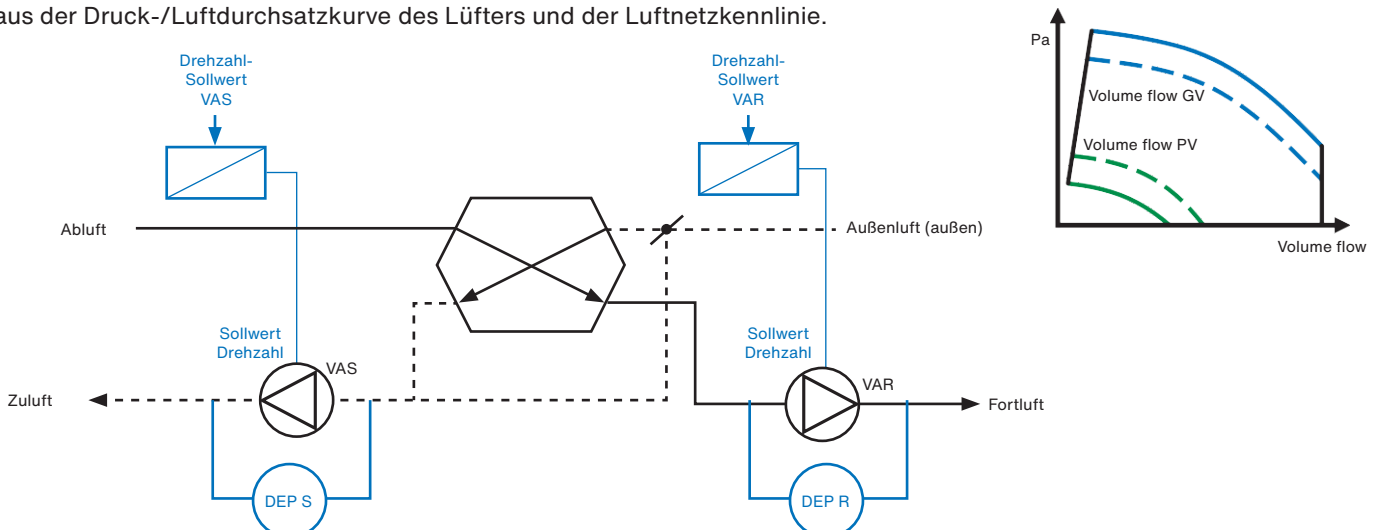 aus der Druck-/Luftdurchsatzkurve des Lüfters und der Luftnetzkennlinie.
Drehzahl-
Sollwert
VAS
Drehzahl-
Sollwert
VAR
Pa
Volume flow GV
Volume flow PV
Volume flow
Abluft
Außenluft (außen)
Sollwert
Drehzahl
VAS
Sollwert
Drehzahl
VAR
Zuluft
Fortluft
DEP S
DEP R